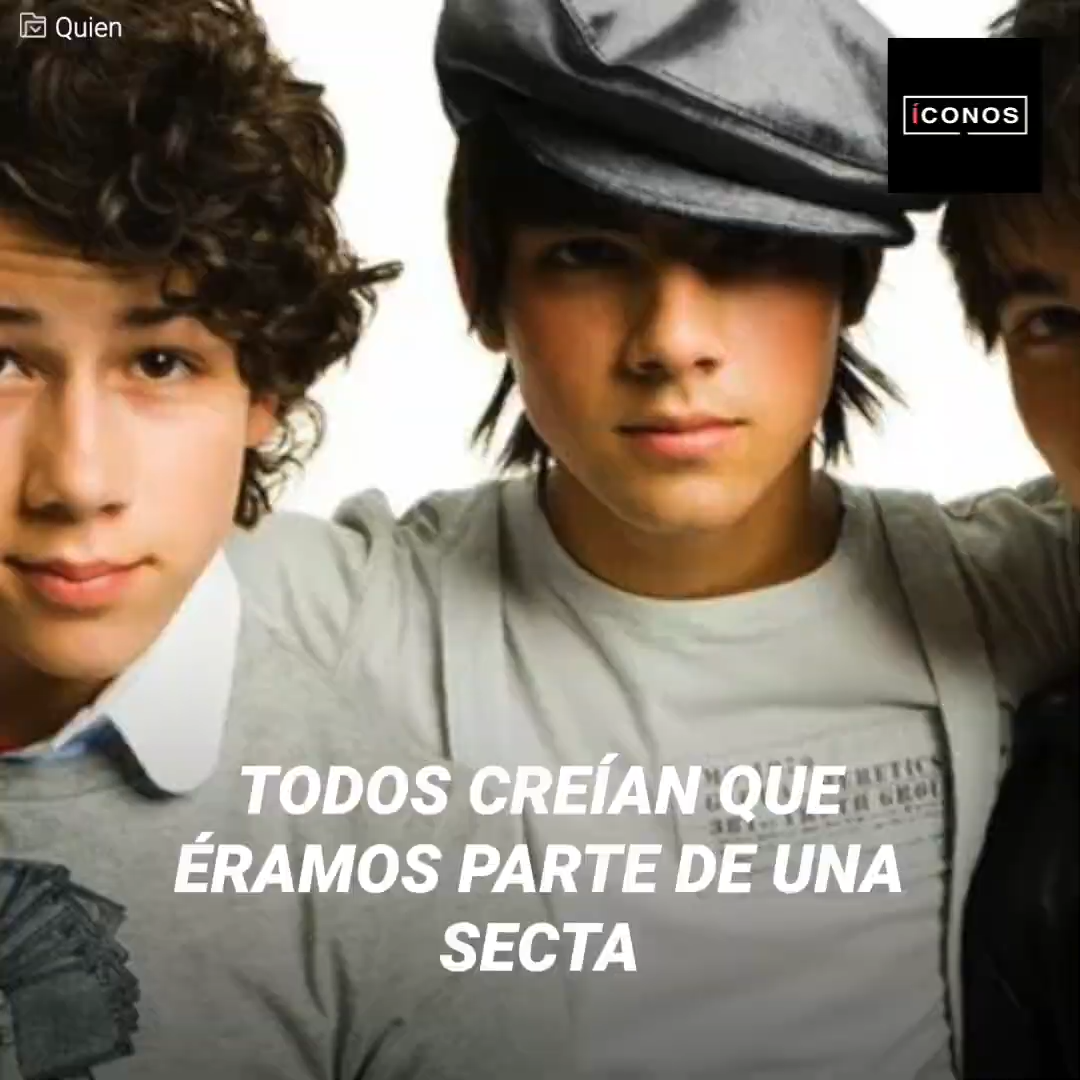 Quien
ÍCONOS
TODOS CREÍAN QUE
ÉRAMOS PARTE DE UNA
SECTA